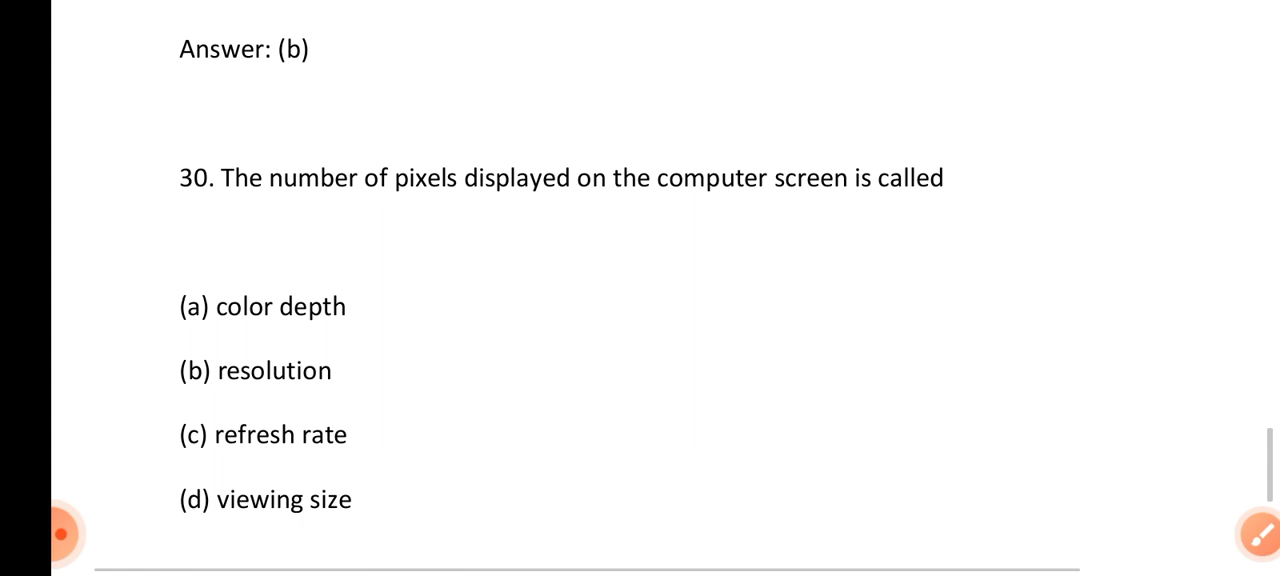 Answer: (b)
30. The number of pixels displayed on the computer screen is called
(a) color depth
(b) resolution
(c) refresh rate
(d) viewing size